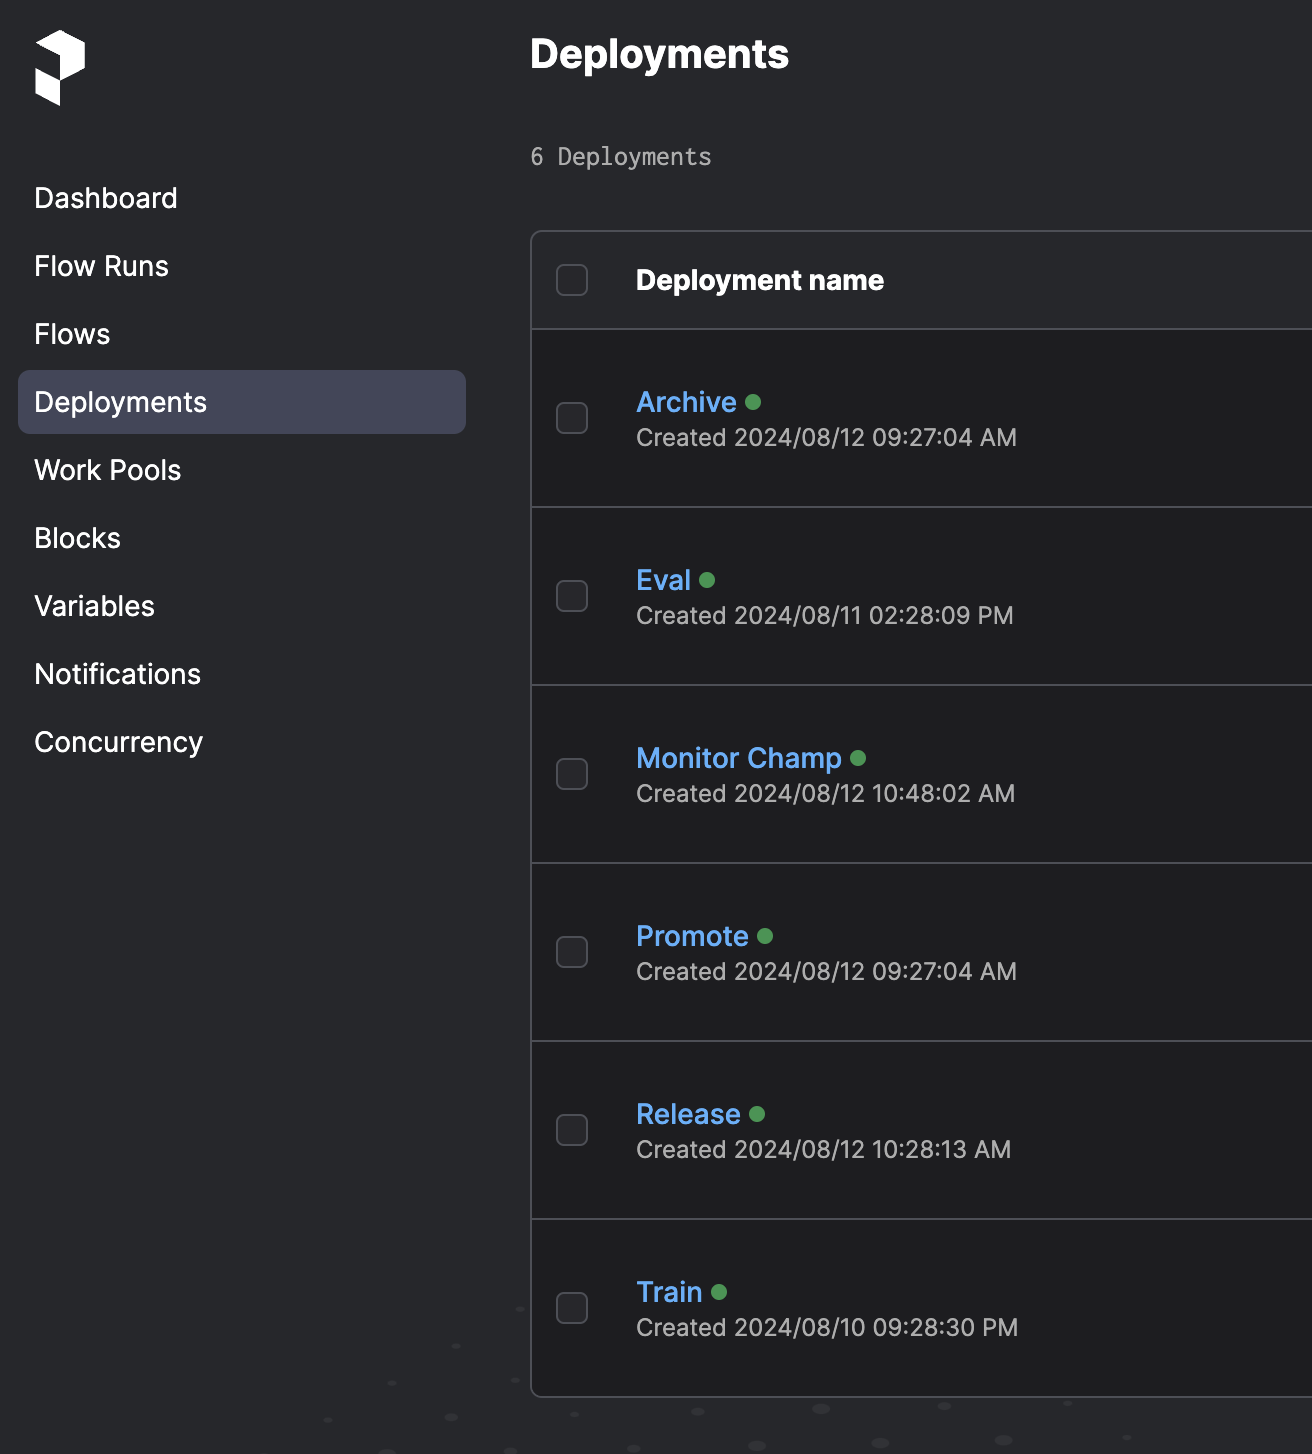 Dashboard
Flow Runs
Flows
Deployments
Work Pools
Blocks
Variables
Notifications
Concurrency
Deployments
6 Deployments
Deployment name
Archive
Created 2024/08/12 09:27:04 AM
Eval
Created 2024/08/11 02:28:09 PM
Monitor Champ
Created 2024/08/12 10:48:02 AM
Promote
Created 2024/08/12 09:27:04 AM
Release
Created 2024/08/12 10:28:13 AM
Train
Created 2024/08/10 09:28:30 PM